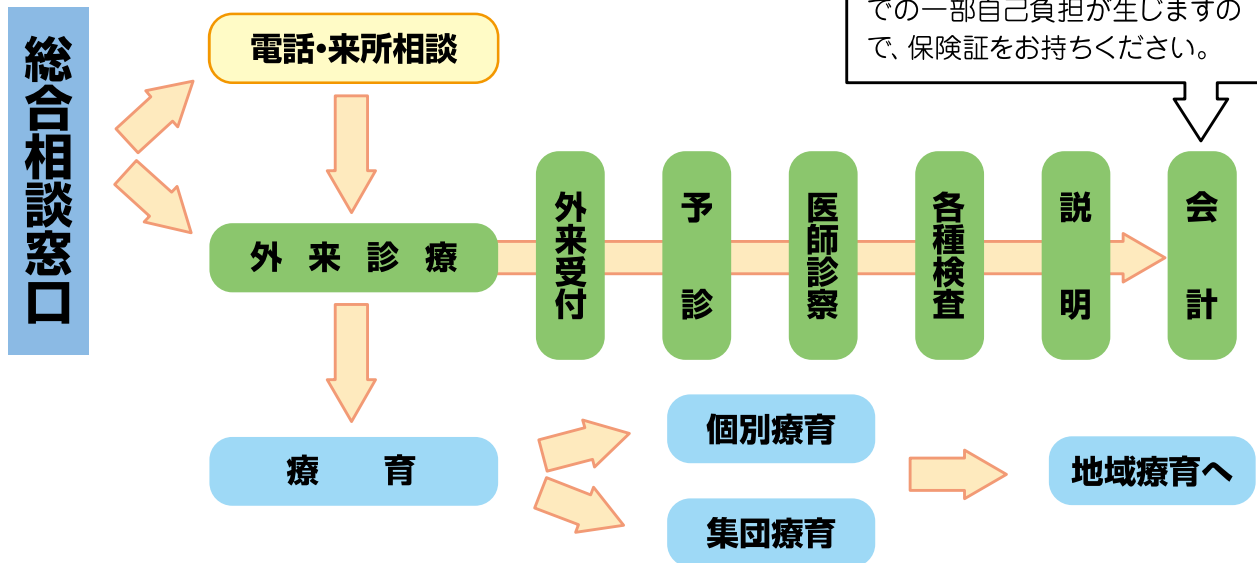 での一部自己負担が生じますの
で、保険証をお持ちください。
総合相談窓口
電話・来所相談
外来診療
外来受付
予診
医師診察
各種検査
説明
会計
療育
個別療育
集団療育
地域療育へ